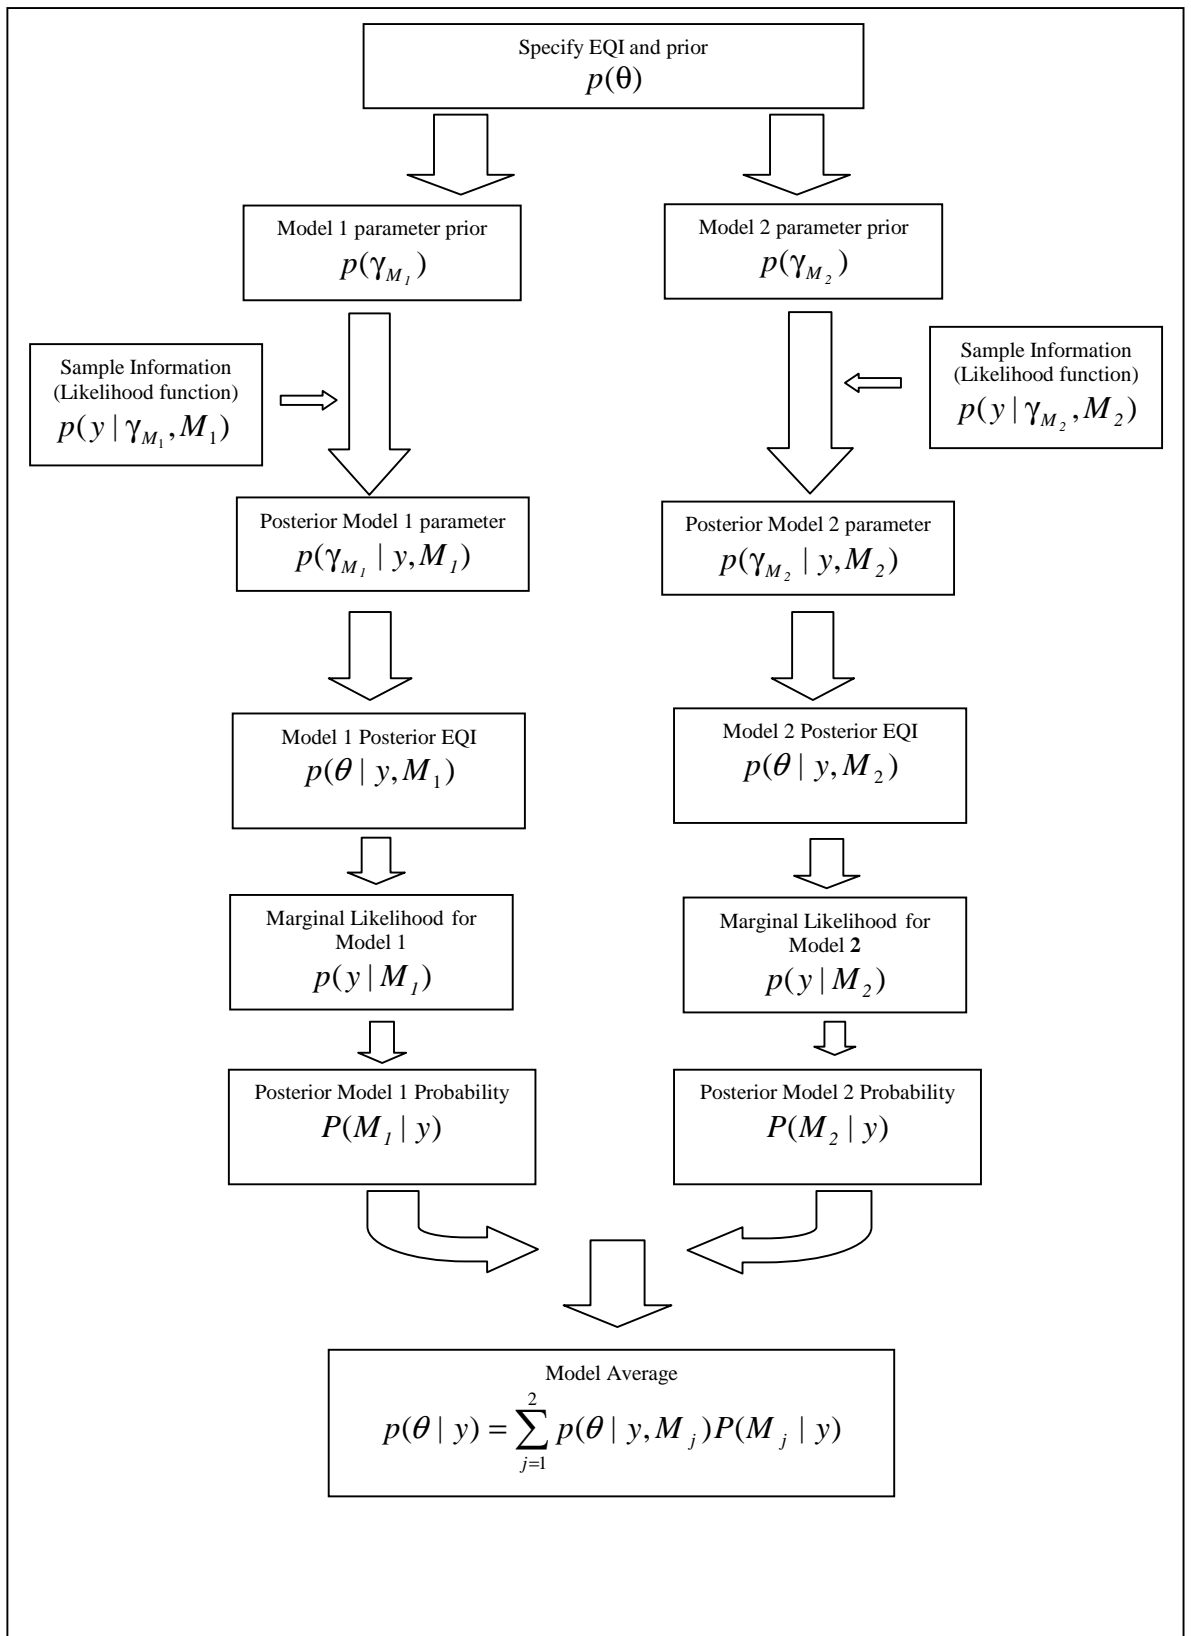 Specify EQI and prior
p(θ)
Model 1 parameter prior
p(γ_{M_1})
Model 2 parameter prior
p(γ_{M_2})
Sample Information
(Likelihood function)
p(y | γ_{M_1}, M_1)
Sample Information
(Likelihood function)
p(y | γ_{M_2}, M_2)
Posterior Model 1 parameter
p(γ_{M_1} | y, M_1)
Posterior Model 2 parameter
p(γ_{M_2} | y, M_2)
Model 1 Posterior EQI
p(θ | y, M_1)
Model 2 Posterior EQI
p(θ | y, M_2)
Marginal Likelihood for
Model 1
p(y | M_1)
Marginal Likelihood for
Model 2
p(y | M_2)
Posterior Model 1 Probability
P(M_1 | y)
Posterior Model 2 Probability
P(M_2 | y)
Model Average
p(θ | y) = ∑_{j=1}^{2} p(θ | y, M_j)P(M_j | y)